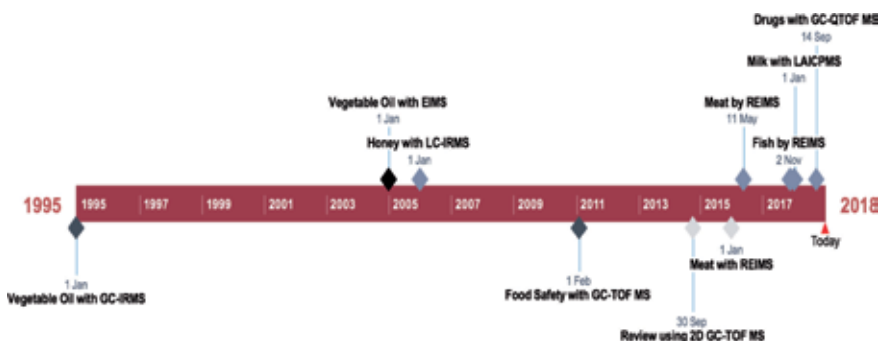 Drugs with GC-QTOF MS
14 Sep
Milk with LAICPMS
1 Jan
Vegetable Oil with EIMS
1 Jan
Meat by REIMS
11 May
Honey with LC-IRMS
1 Jan
Fish by REIMS
2 Nov
1995 1995 1997 1999 2001 2003 2005 2007 2009 2011 2013 2015 2017 2018
Today
1 Jan
Meat with REIMS
1 Jan
Vegetable Oil with GC-IRMS
1 Feb
Food Safety with GC-TOF MS
30 Sep
Review using 2D GC-TOF MS